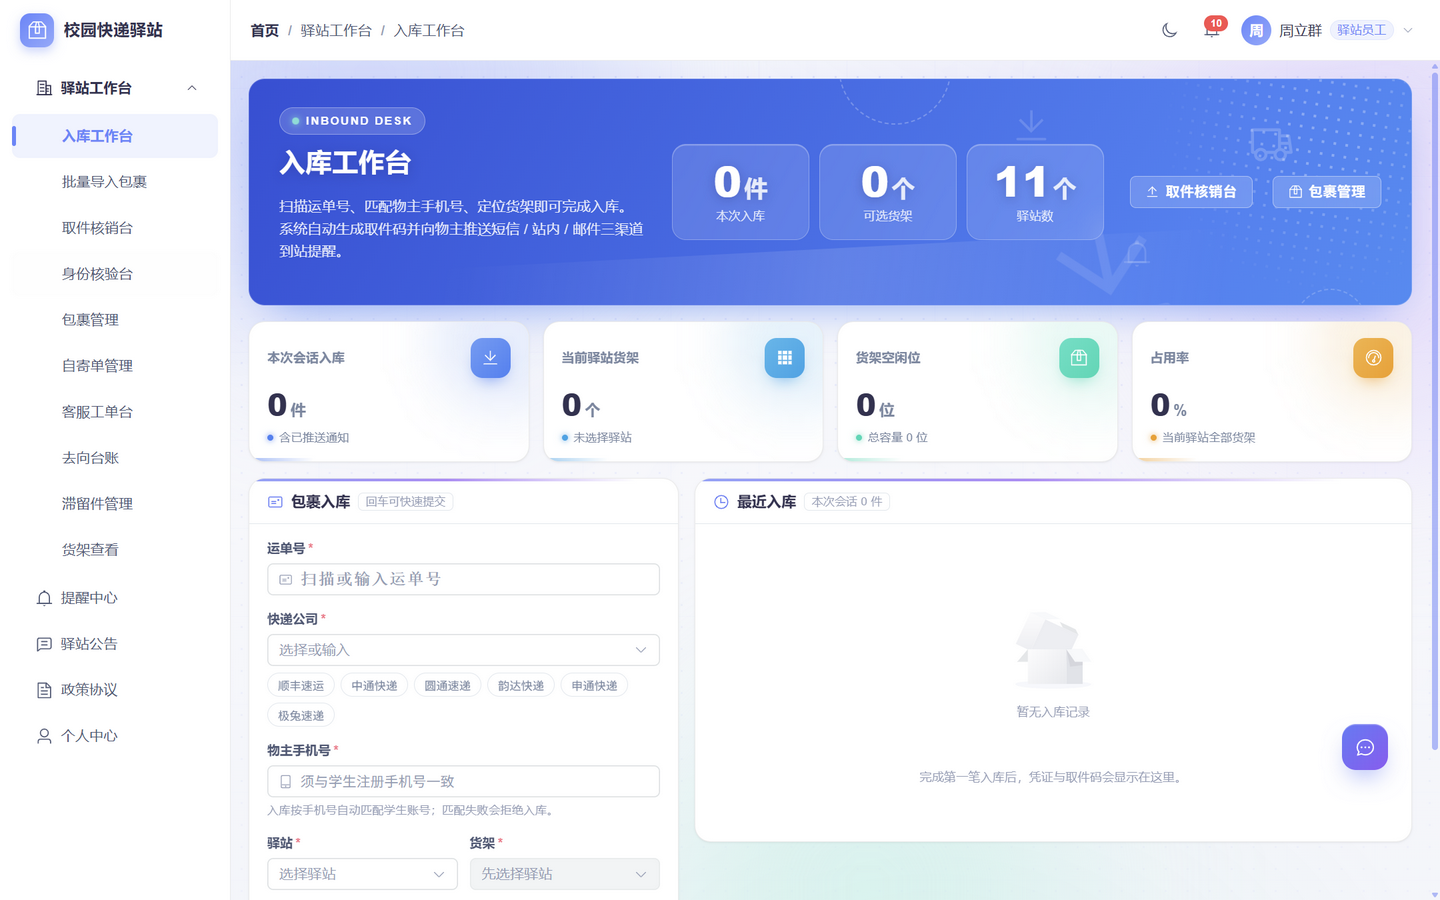 校园快递驿站
首页 / 驿站工作台 / 入库工作台
10
周
周立群
驿站员工
驿站工作台
入库工作台
批量导入包裹
取件核销台
身份核验台
包裹管理
自寄单管理
客服工单台
去向台账
滞留件管理
货架查看
提醒中心
驿站公告
政策协议
个人中心
INBOUND DESK
入库工作台
扫描运单号、匹配物主手机号、定位货架即可完成入库。
系统自动生成取件码并向物主推送短信 / 站内 / 邮件三渠道
到站提醒。
0件
本次入库
0个
可选货架
11个
驿站数
取件核销台
包裹管理
本次会话入库
0件
含已推送通知
当前驿站货架
0个
未选择驿站
货架空闲位
0位
总容量 0 位
占用率
0%
当前驿站全部货架
包裹入库
回车可快速提交
运单号*
扫描或输入运单号
快递公司*
选择或输入
顺丰速运
中通快递
圆通速递
韵达快递
申通快递
极兔速递
物主手机号*
须与学生注册手机号一致
入库按手机号自动匹配学生账号；匹配失败会拒绝入库。
驿站*
选择驿站
货架*
先选择驿站
最近入库
本次会话 0 件
暂无入库记录
完成第一笔入库后，凭证与取件码会显示在这里。